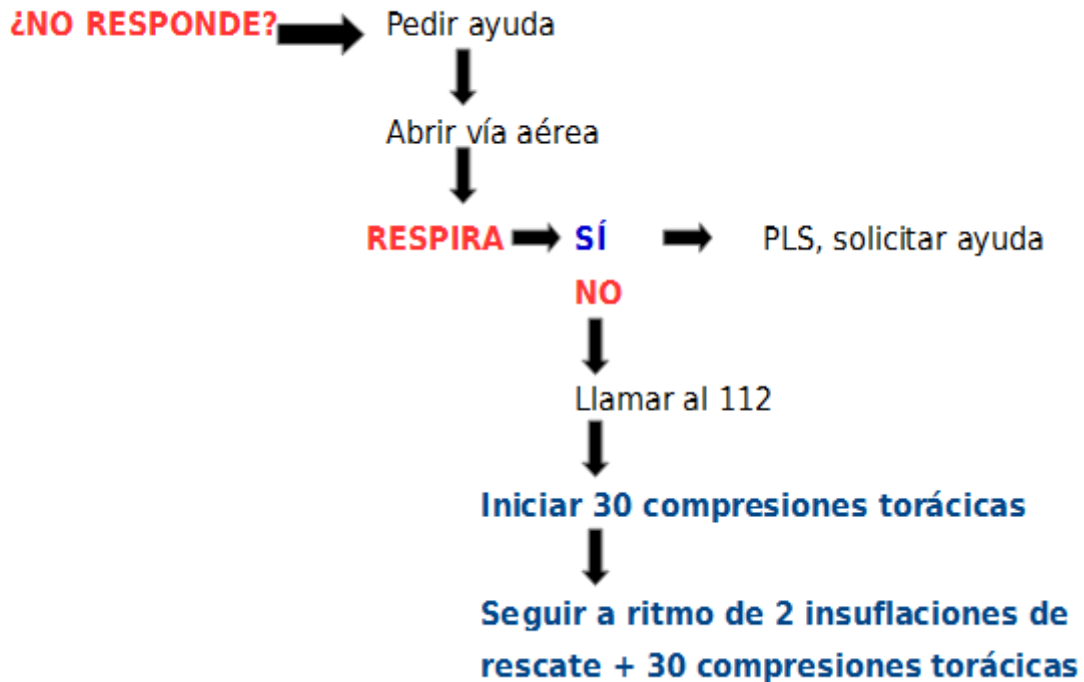 ¿NO RESPONDE? Pedir ayuda
Abrir vía aérea
RESPIRA SÍ PLS, solicitar ayuda
NO
Llamar al 112
Iniciar 30 compresiones torácicas
Seguir a ritmo de 2 insuflaciones de
rescate + 30 compresiones torácicas